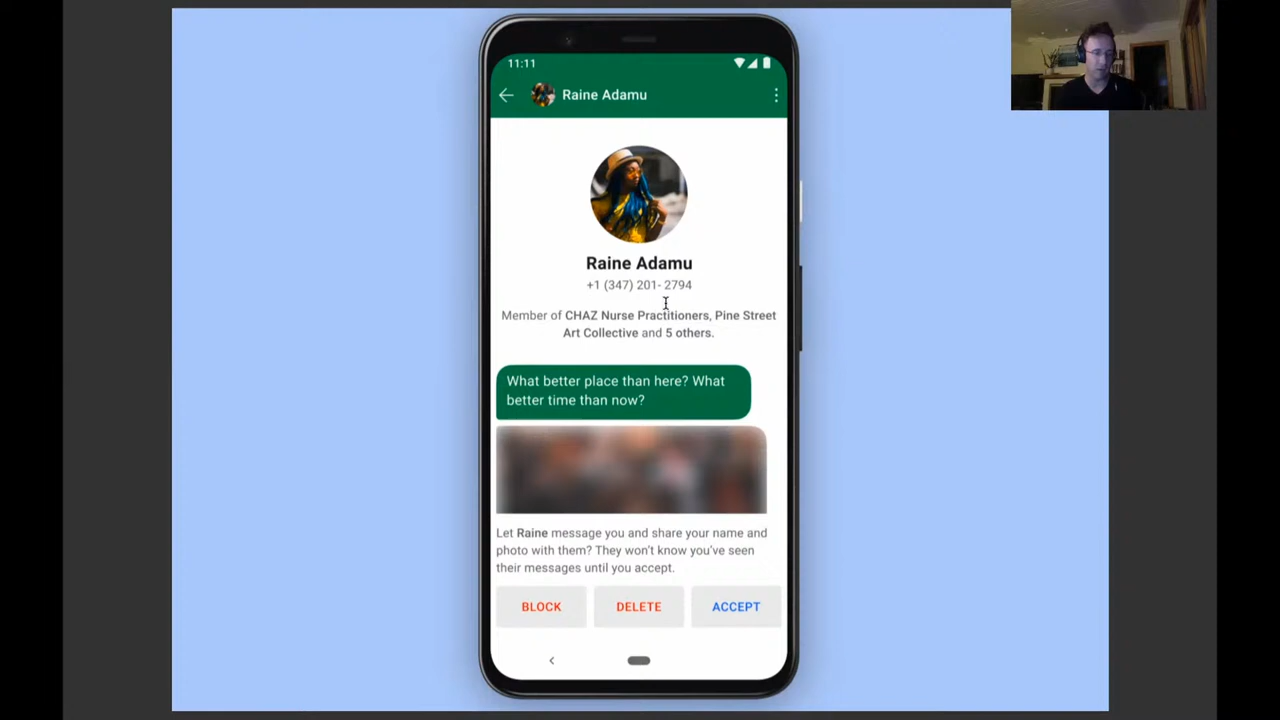 11:11
Raine Adamu
Raine Adamu
+1 (347) 201- 2794
Member of CHAZ Nurse Practitioners, Pine Street
Art Collective and 5 others.
What better place than here? What
better time than now?
Let Raine message you and share your name and
photo with them? They won't know you've seen
their messages until you accept.
BLOCK
DELETE
ACCEPT